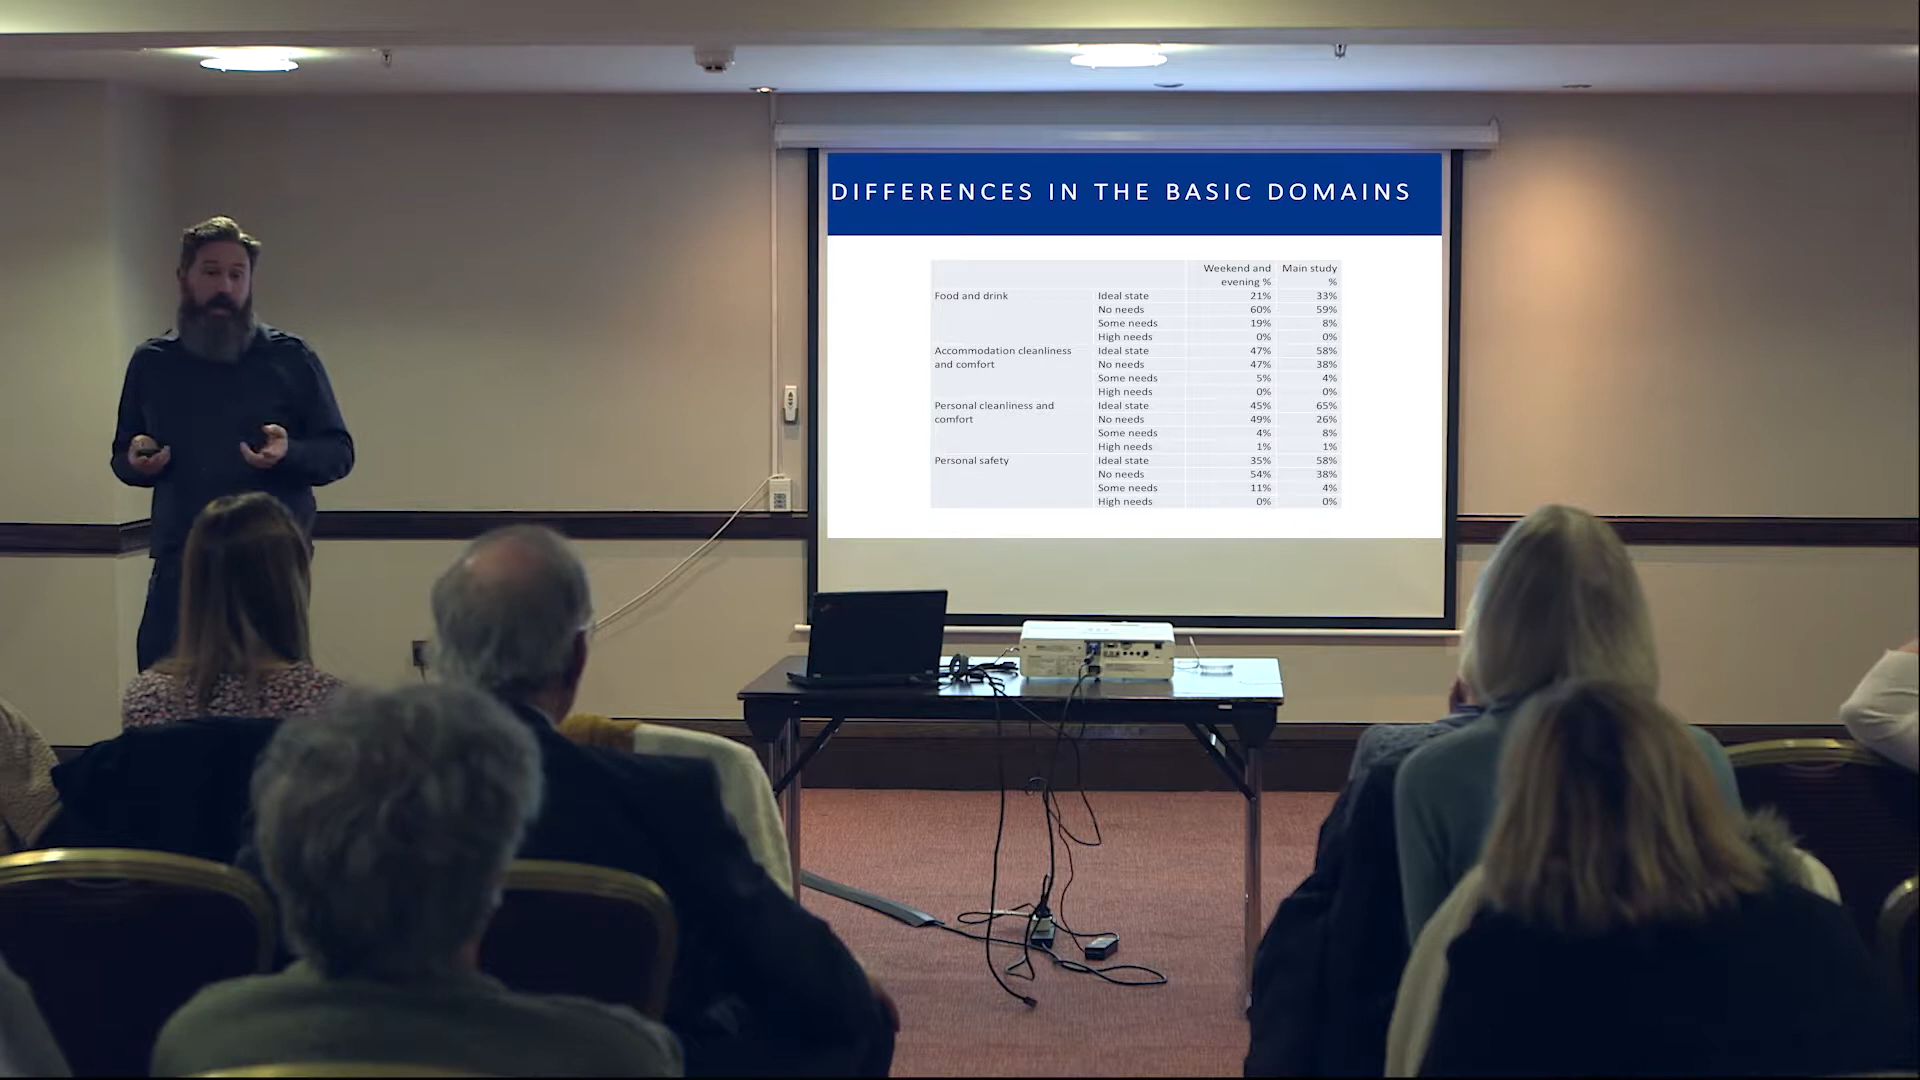 DIFFERENCES IN THE BASIC DOMAINS
Weekend and Main study
evening % %
Food and drink Ideal state 21% 33%
No needs 60% 59%
Some needs 19% 8%
High needs 0% 0%
Accommodation cleanliness Ideal state 47% 58%
and comfort No needs 47% 38%
Some needs 5% 4%
High needs 0% 0%
Personal cleanliness and Ideal state 45% 65%
comfort No needs 49% 26%
Some needs 4% 8%
High needs 1% 1%
Personal safety Ideal state 35% 58%
No needs 54% 38%
Some needs 11% 4%
High needs 0% 0%